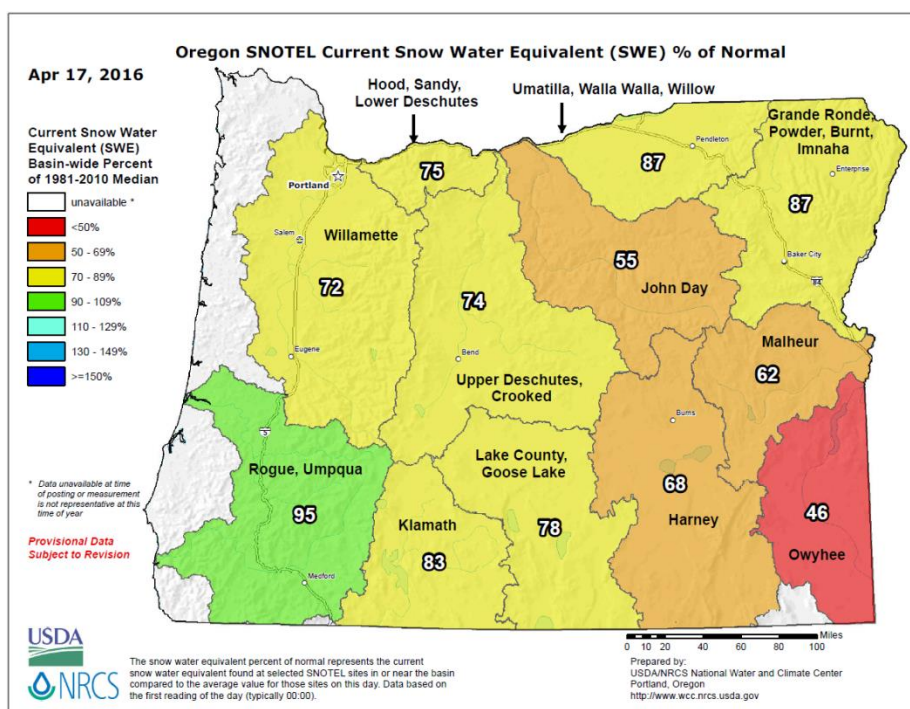 Oregon SNOTEL Current Snow Water Equivalent (SWE) % of Normal
Apr 17, 2016
Current Snow Water
Equivalent (SWE)
Basin-wide Percent
of 1981-2010 Median
unavailable *
<50%
50 - 69%
70 - 89%
90 - 109%
110 - 129%
130 - 149%
>=150%
* Data unavailable at time
of posting or measurement
is not representative at this
time of year
Provisional Data
Subject to Revision
Hood, Sandy,
Lower Deschutes
75
Umatilla, Walla Walla, Willow
87
Pendleton
Grande Ronde,
Powder, Burnt,
Imnaha
Enterprise
87
Baker City
84
Portland
Salem
Willamette
72
Eugene
74
Bend
Upper Deschutes,
Crooked
55
John Day
Malheur
62
Burns
68
Harney
46
Owyhee
5
Rogue, Umpqua
95
Medford
Klamath
83
Lake County,
Goose Lake
78
Miles
0 10 20 40 60 80 100
USDA
NRCS
The snow water equivalent percent of normal represents the current
snow water equivalent found at selected SNOTEL sites in or near the basin
compared to the average value for those sites on this day. Data based on
the first reading of the day (typically 00:00).
Prepared by:
USDA/NRCS National Water and Climate Center
Portland, Oregon
http://www.wcc.nrcs.usda.gov